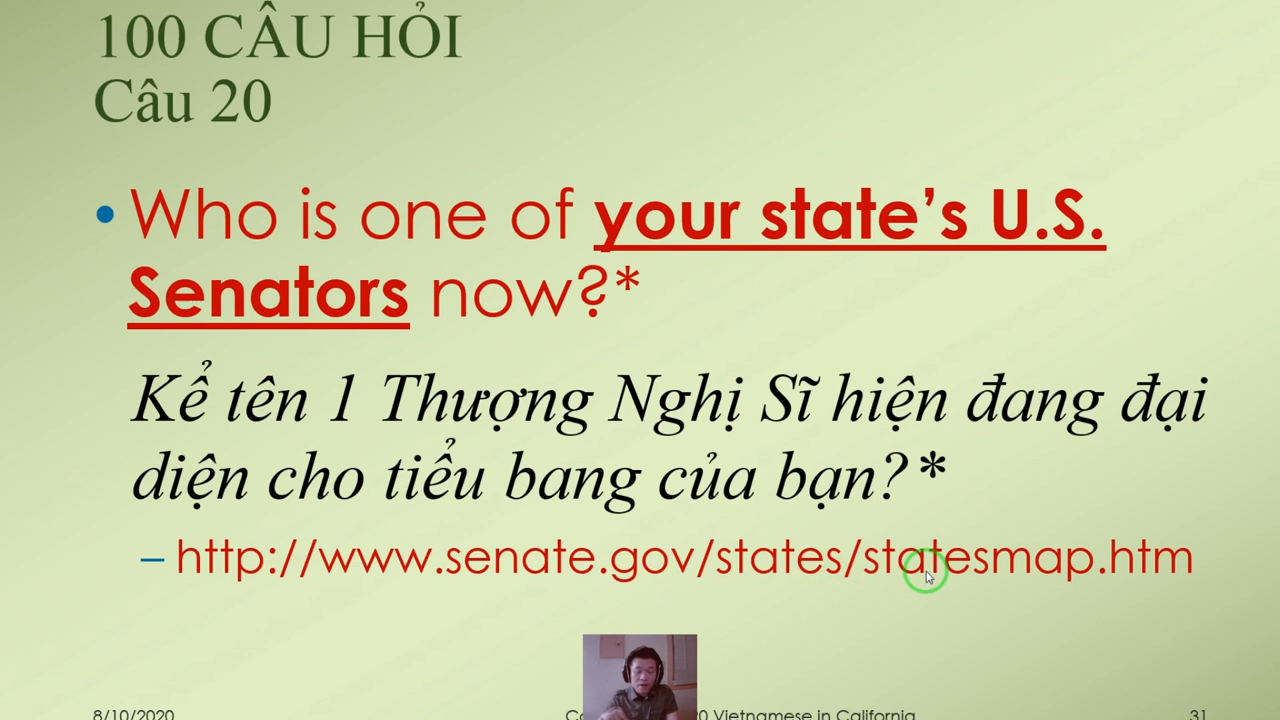 100 CÂU HỎI
Câu 20
• Who is one of your state’s U.S.
Senators now?*
Kể tên 1 Thượng Nghị Sĩ hiện đang đại
diện cho tiểu bang của bạn?*
– http://www.senate.gov/states/statesmap.htm
8/10/2020
Vietnamese in California
31